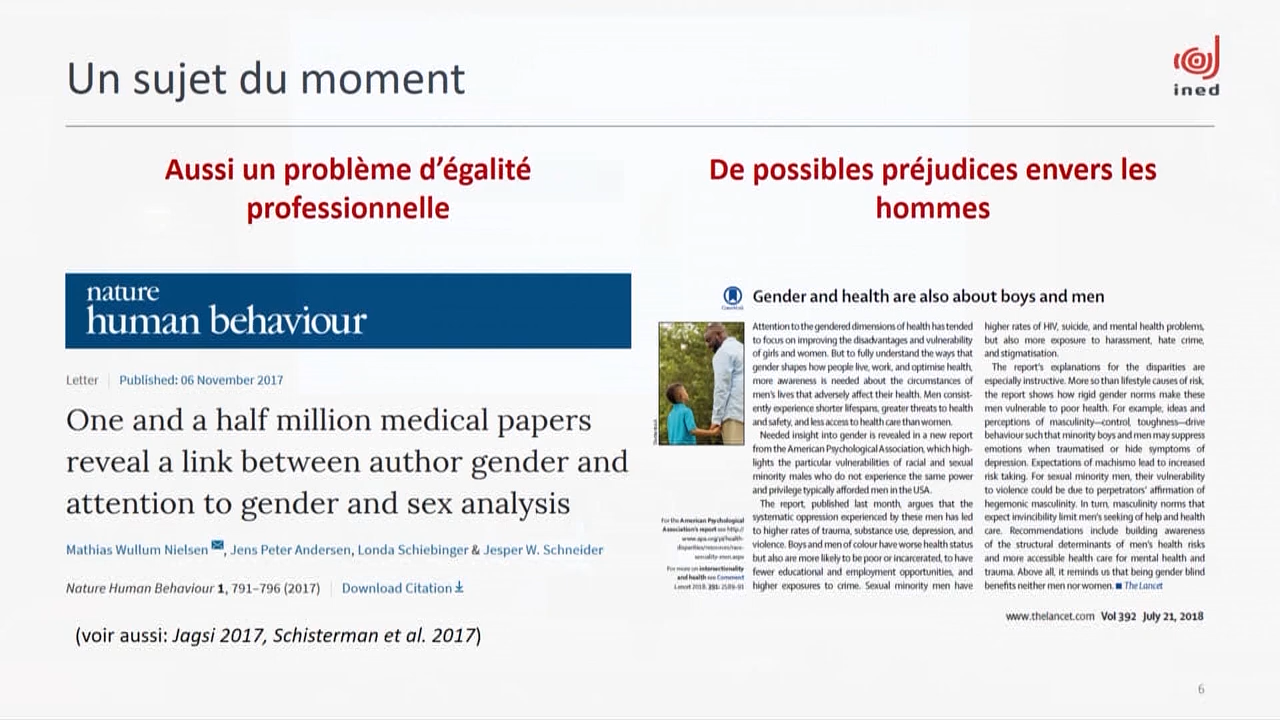 Un sujet du moment
ined
Aussi un problème d’égalité
professionnelle
De possibles préjudices envers les
hommes
nature
human behaviour
Letter | Published: 06 November 2017
One and a half million medical papers
reveal a link between author gender and
attention to gender and sex analysis
Mathias Wullum Nielsen, Jens Peter Andersen, Londa Schiebinger & Jesper W. Schneider
Nature Human Behaviour 1, 791–796 (2017) | Download Citation
(voir aussi: Jagsi 2017, Schisterman et al. 2017)
Gender and health are also about boys and men
Attention to the gendered dimensions of health has tended
to focus on improving the disadvantages and vulnerability
of girls and women. But to fully understand the ways that
gender shapes how people live, work, and optimise health,
more awareness is needed about the circumstances of
men’s lives that adversely affect their health. Men consist-
ently experience shorter lifespans, greater threats to health
and safety, and less access to health care than women.
Needed insight into gender is revealed in a new report
from the American Psychological Association, which high-
lights the particular vulnerabilities of racial and sexual
minority males who do not experience the same power
and privilege typically afforded men in the USA.
The report, published last month, argues that the
systematic oppression experienced by these men has led
to higher rates of trauma, substance use, depression, and
violence. Boys and men of colour have worse health status
but also are more likely to be poor or incarcerated, to have
fewer educational and employment opportunities, and
higher exposures to crime. Sexual minority men have
higher rates of HIV, suicide, and mental health problems,
but also more exposure to harassment, hate crime,
and stigmatisation.
The report’s explanations for the disparities are
especially instructive. More so than lifestyle causes of risk,
the report shows how rigid gender norms make these
men vulnerable to poor health. For example, ideas and
perceptions of masculinity—control, toughness—drive
behaviour such that minority boys and men may suppress
emotions when traumatised or hide symptoms of
depression. Expectations of machismo lead to increased
risk taking. For sexual minority men, their vulnerability
to violence could be due to perpetrators’ affirmation of
hegemonic masculinity. In turn, masculinity norms that
expect invincibility limit men’s seeking of help and health
care. Recommendations include building awareness
of the structural determinants of men’s health risks
and more accessible health care for mental health and
trauma. Above all, it reminds us that being gender blind
benefits neither men nor women. ■ The Lancet
For the American Psychological
Association’s report see http://
www.apa.org/pi/health-
For more on intersectionality
and health see Comment
www.thelancet.com Vol 392 July 21, 2018
6